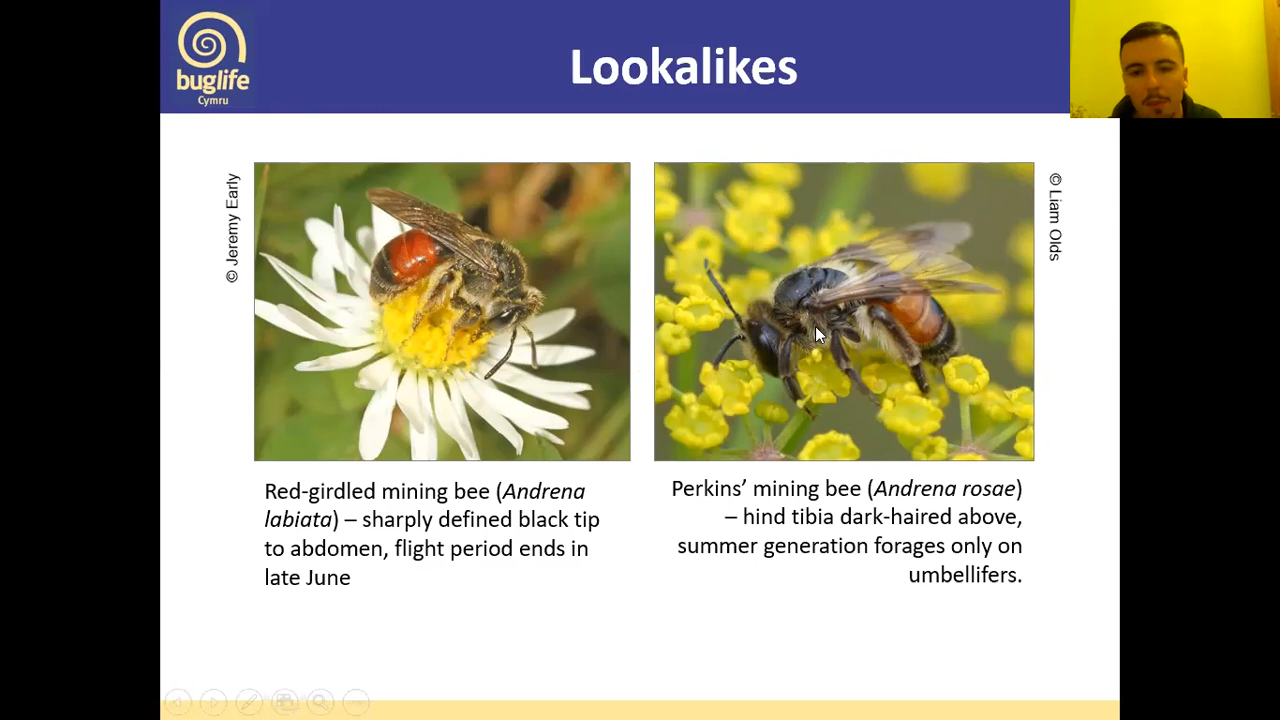 buglife
Cymru
Lookalikes
© Jeremy Early
© Liam Olds
Red-girdled mining bee (Andrena
labiata) – sharply defined black tip
to abdomen, flight period ends in
late June
Perkins’ mining bee (Andrena rosae)
– hind tibia dark-haired above,
summer generation forages only on
umbellifers.